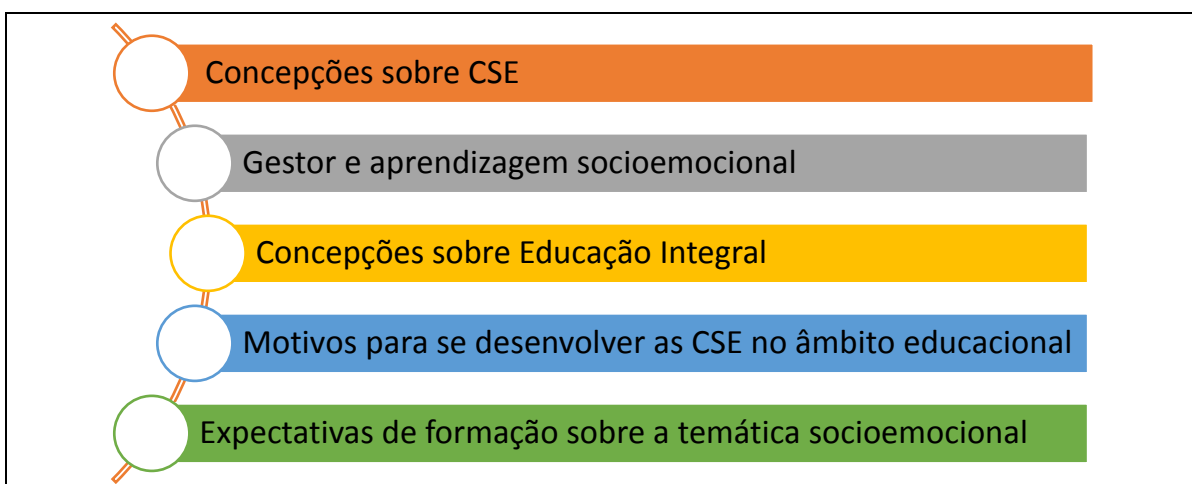 Concepções sobre CSE
Gestor e aprendizagem socioemocional
Concepções sobre Educação Integral
Motivos para se desenvolver as CSE no âmbito educacional
Expectativas de formação sobre a temática socioemocional